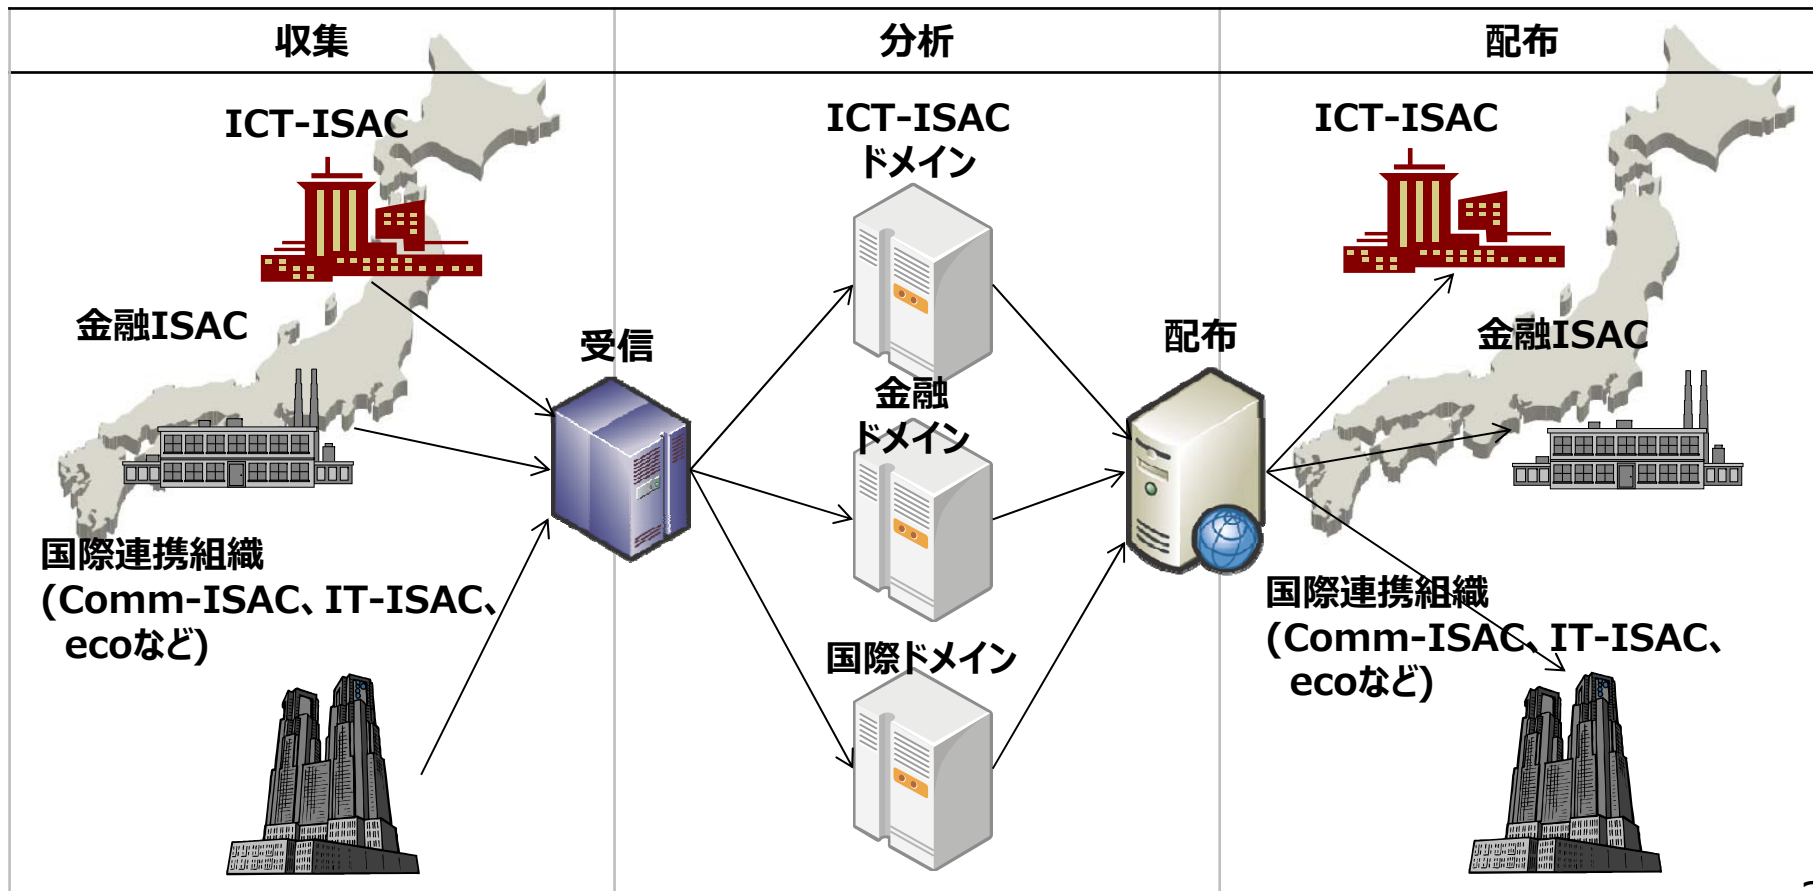 収集
分析
配布
ICT-ISAC
金融ISAC
国際連携組織
(Comm-ISAC、IT-ISAC、
ecoなど)
受信
ICT-ISAC
ドメイン
金融
ドメイン
国際ドメイン
配布
ICT-ISAC
金融ISAC
国際連携組織
(Comm-ISAC、IT-ISAC、
ecoなど)